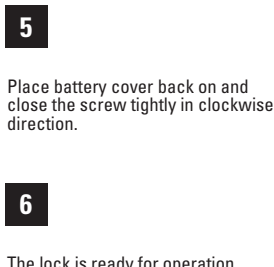 5
Place battery cover back on and
close the screw tightly in clockwise
direction.
6
The lock is ready for operation